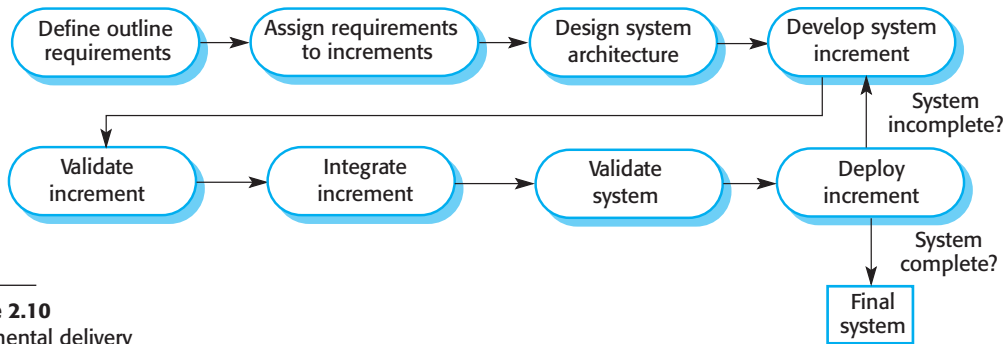 Define outline
requirements
Assign requirements
to increments
Design system
architecture
Develop system
increment
System
incomplete?
Validate
increment
Integrate
increment
Validate
system
Deploy
increment
System
complete?
Final
system
2.10
delivery